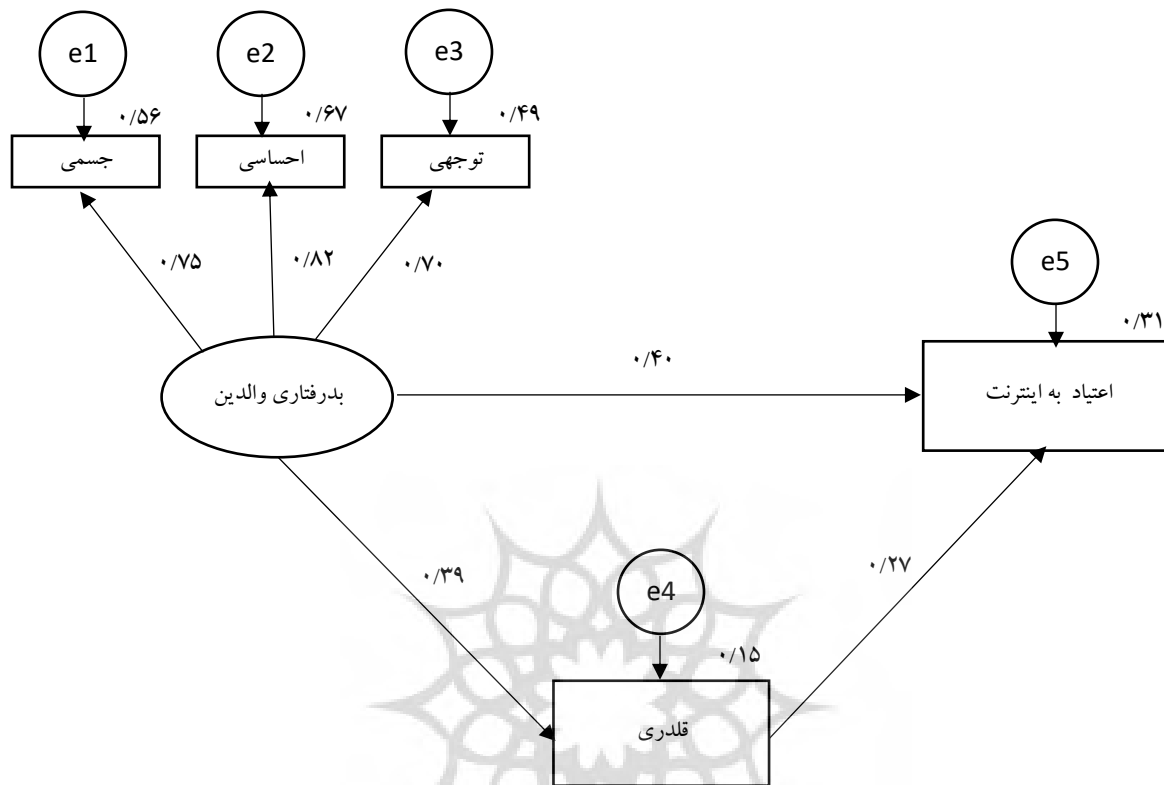 e1
e2
e3
۰/۵۶
۰/۶۷
۰/۴۹
جسمی
احساسی
توجهی
۰/۷۵
۰/۸۲
۰/۷۰
e5
۰/۳۱
۰/۴۰
بدرفتاری والدین
اعتیاد به اینترنت
۰/۳۹
۰/۲۷
e4
۰/۱۵
قلدری